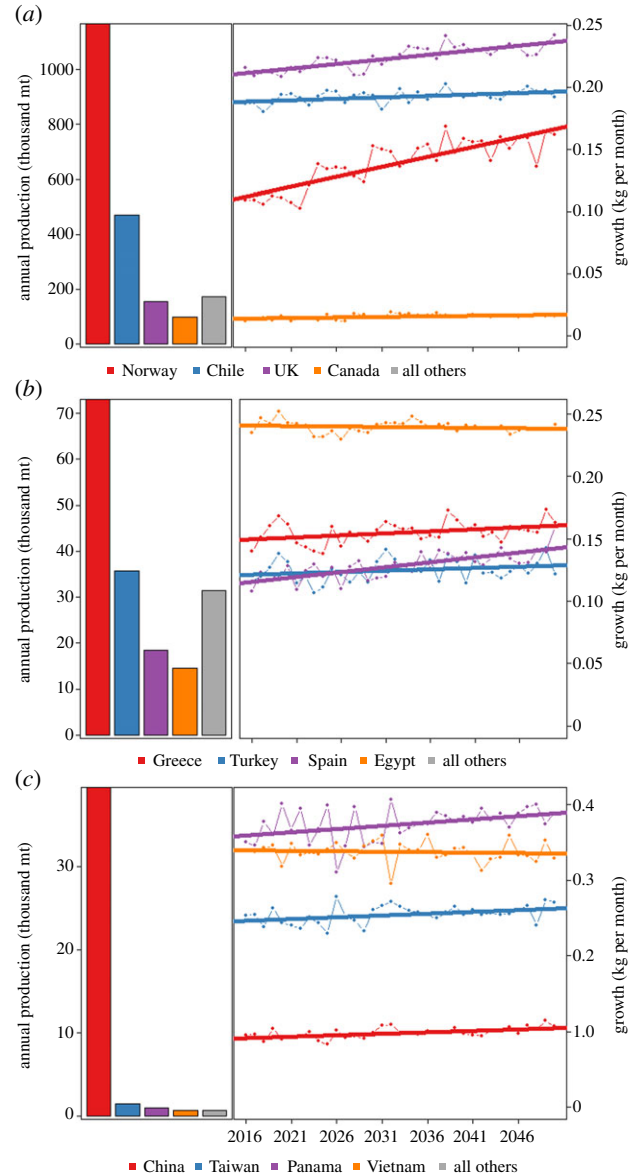 (a)
annual production (thousand mt)
1000
800
600
400
200
0
0.25
0.20
0.15
0.10
0.05
0
growth (kg per month)
Norway Chile UK Canada all others
(b)
annual production (thousand mt)
70
60
50
40
30
20
10
0
0.25
0.20
0.15
0.10
0.05
0
growth (kg per month)
Greece Turkey Spain Egypt all others
(c)
annual production (thousand mt)
30
20
10
0
0.4
0.3
0.2
1.0
0
growth (kg per month)
2016 2021 2026 2031 2036 2041 2046
China Taiwan Panama Vietnam all others